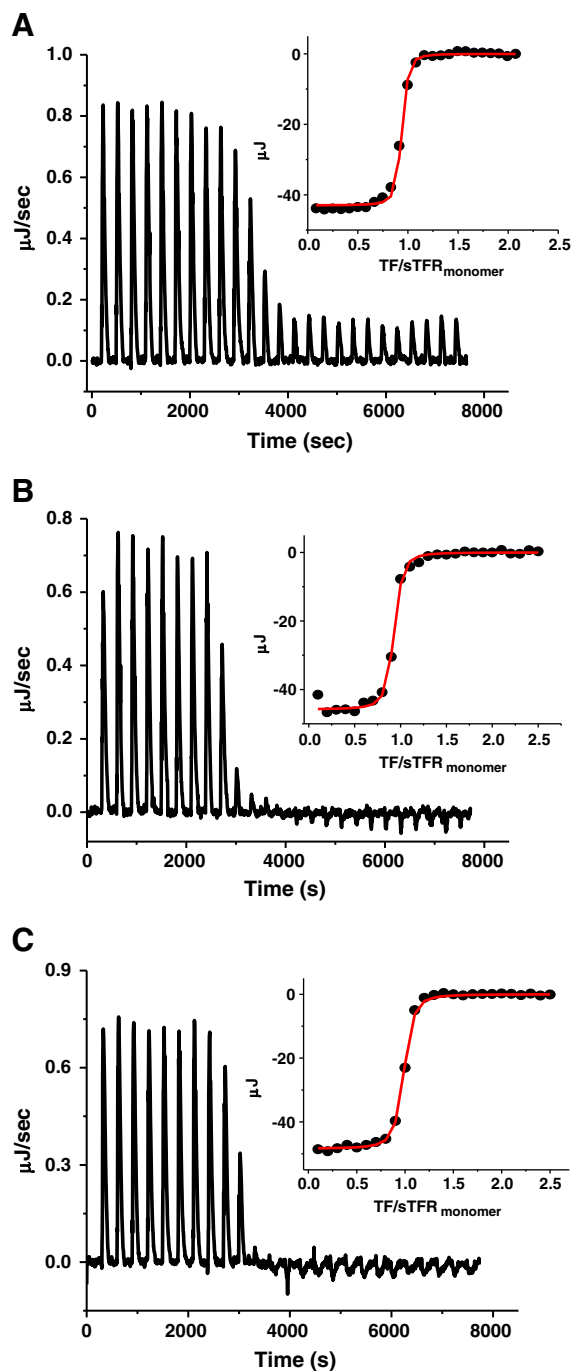 A
μJ/sec
1.0
0.8
0.6
0.4
0.2
0.0
0 2000 4000 6000 8000
Time (sec)
μJ
0
-20
-40
0.0 0.5 1.0 1.5 2.0 2.5
TF/sTFRmonomer
B
μJ/sec
0.8
0.6
0.4
0.2
0.0
0 2000 4000 6000 8000
Time (s)
μJ
0
-20
-40
0.0 0.5 1.0 1.5 2.0 2.5
TF/sTFR monomer
C
μJ/sec
0.9
0.6
0.3
0.0
0 2000 4000 6000 8000
Time (s)
μJ
0
-20
-40
0.0 0.5 1.0 1.5 2.0 2.5
TF/sTFR monomer